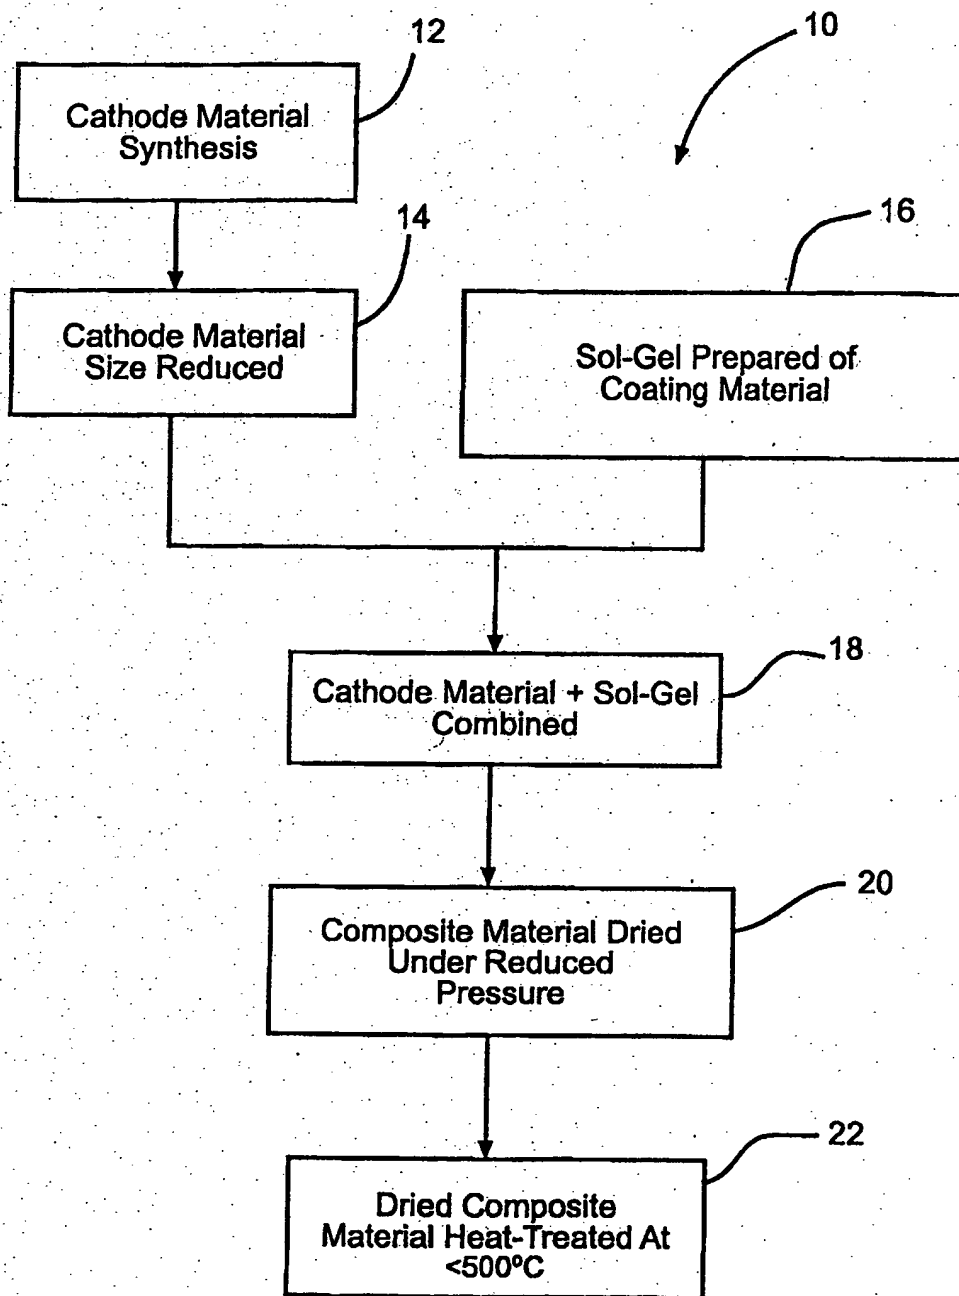 12
10
Cathode Material
Synthesis
14
16
Cathode Material
Size Reduced
Sol-Gel Prepared of
Coating Material
18
Cathode Material + Sol-Gel
Combined
20
Composite Material Dried
Under Reduced
Pressure
22
Dried Composite
Material Heat-Treated At
<500ºC